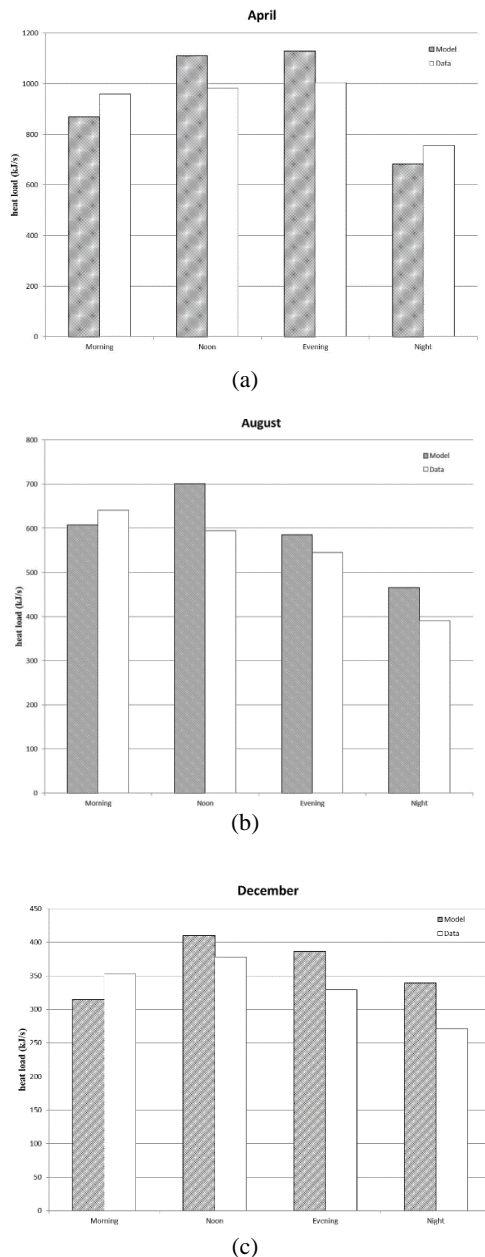 April
1200
Model
Data
1000
800
600
heat load (kJ/s)
400
200
0
Morning Noon Evening Night
(a)
August
800
Model
Data
700
600
500
400
heat load (kJ/s)
300
200
100
0
Morning Noon Evening Night
(b)
December
450
Model
Data
400
350
300
250
heat load (kJ/s)
200
150
100
50
0
Morning Noon Evening Night
(c)